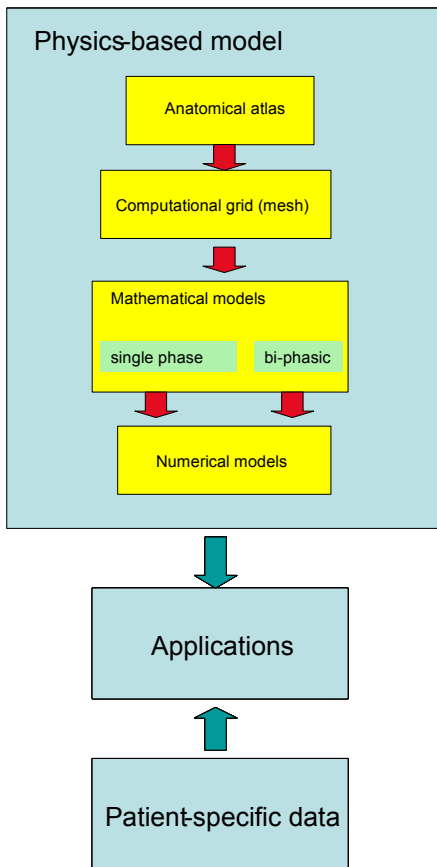 Physics-based model
Anatomical atlas
Computational grid (mesh)
Mathematical models
single phase
bi-phasic
Numerical models
Applications
Patient-specific data